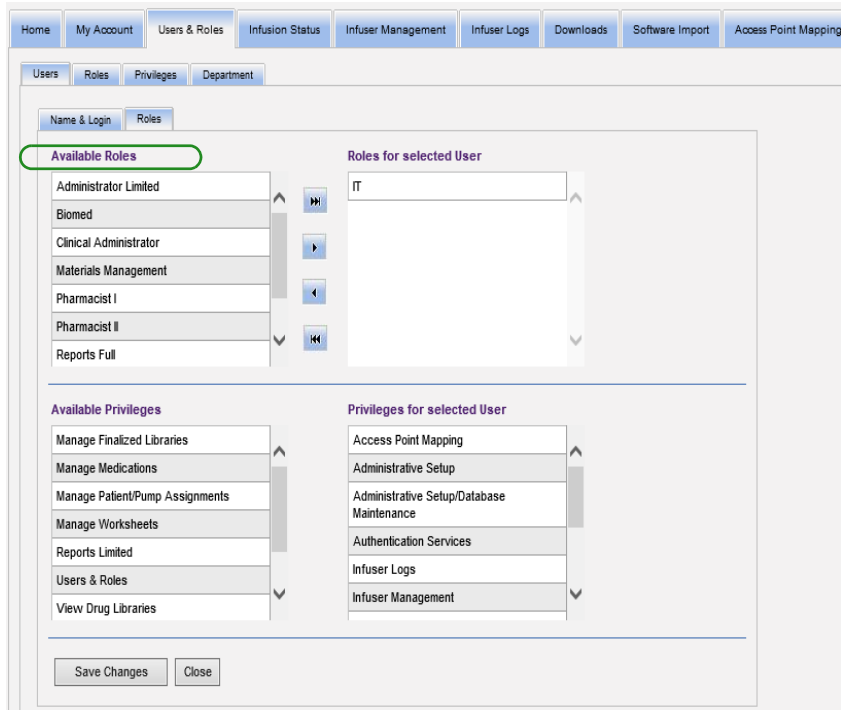 Home My Account Users & Roles Infusion Status Infuser Management Infuser Logs Downloads Software Import Access Point Mapping
Users Roles Privileges Department
Name & Login Roles
Available Roles
Administrator Limited
Biomed
Clinical Administrator
Materials Management
Pharmacist I
Pharmacist II
Reports Full
Roles for selected User
IT
Available Privileges
Manage Finalized Libraries
Manage Medications
Manage Patient/Pump Assignments
Manage Worksheets
Reports Limited
Users & Roles
View Drug Libraries
Privileges for selected User
Access Point Mapping
Administrative Setup
Administrative Setup/Database
Maintenance
Authentication Services
Infuser Logs
Infuser Management
Save Changes Close